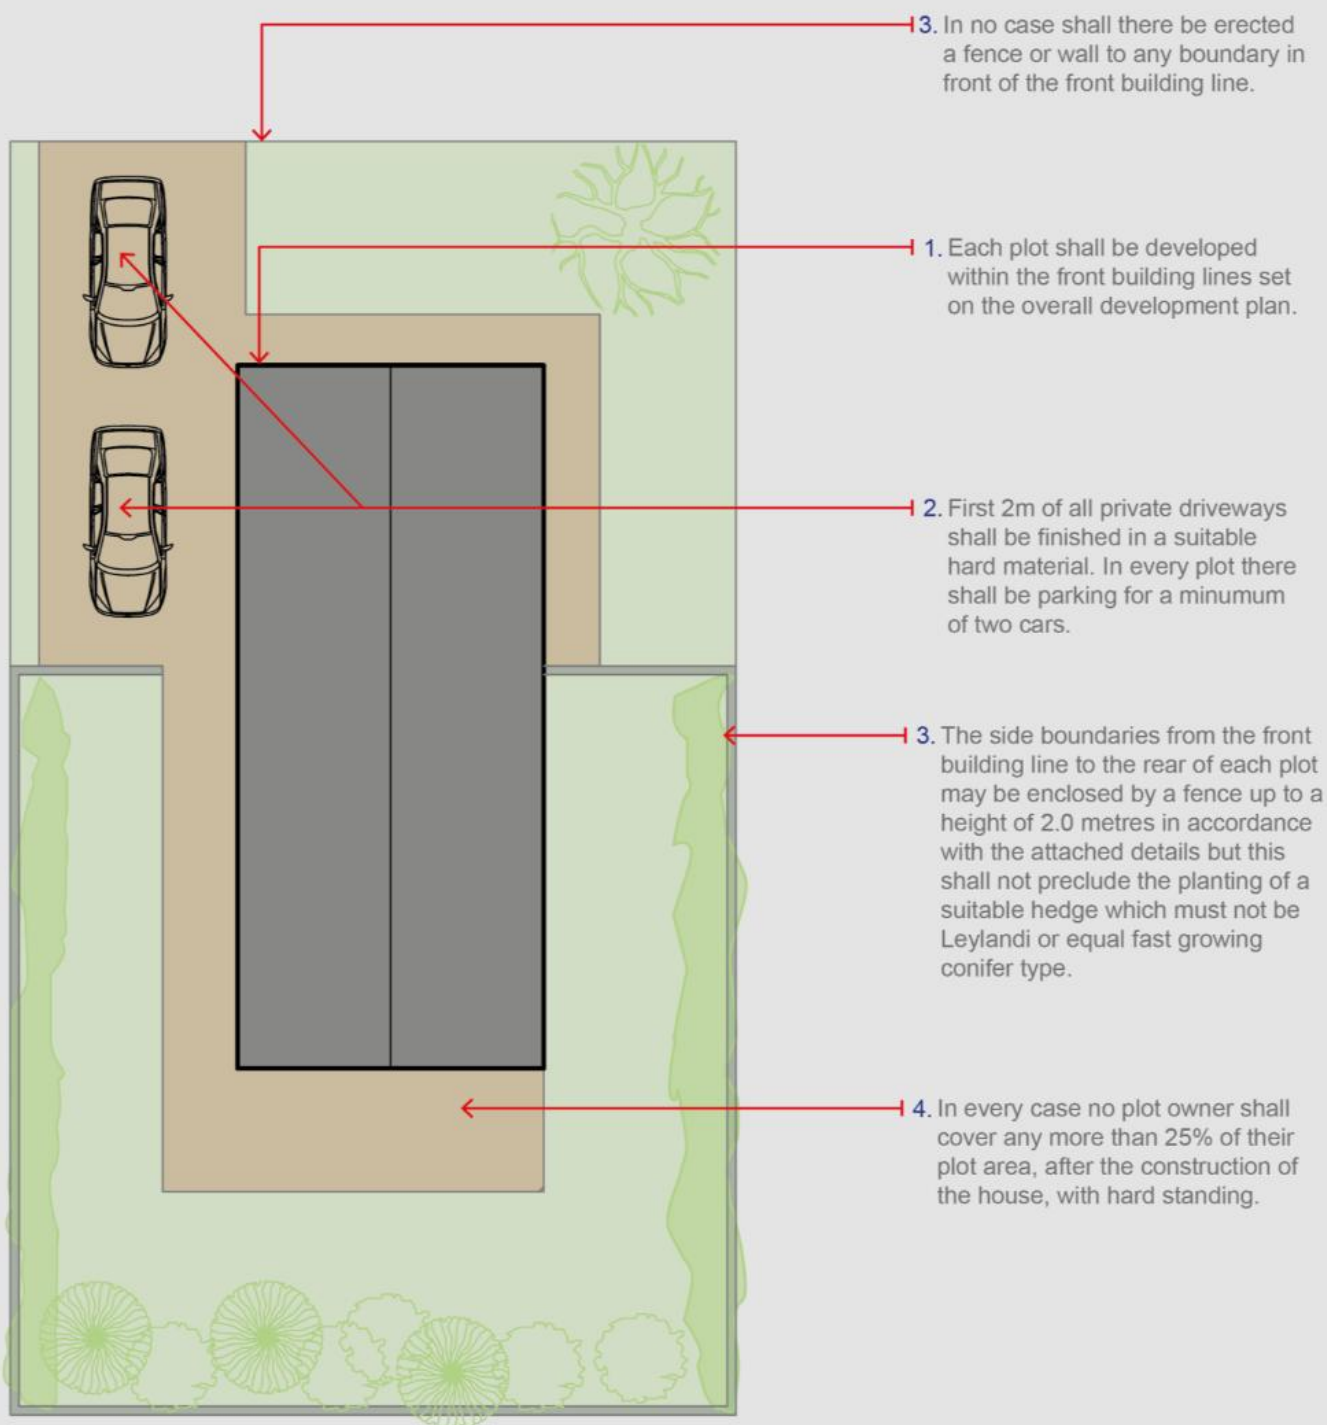 3. In no case shall there be erected
a fence or wall to any boundary in
front of the front building line.
1. Each plot shall be developed
within the front building lines set
on the overall development plan.
2. First 2m of all private driveways
shall be finished in a suitable
hard material. In every plot there
shall be parking for a minumum
of two cars.
3. The side boundaries from the front
building line to the rear of each plot
may be enclosed by a fence up to a
height of 2.0 metres in accordance
with the attached details but this
shall not preclude the planting of a
suitable hedge which must not be
Leylandi or equal fast growing
conifer type.
4. In every case no plot owner shall
cover any more than 25% of their
plot area, after the construction of
the house, with hard standing.